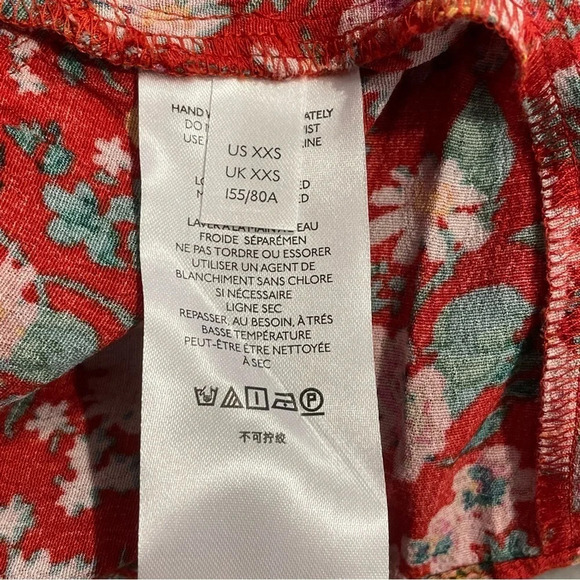 HAND
DO
USE
US XXS
UK XXS
155/80A
LAVER A LA MAIN EAU
FROIDE SÉPARÉMEN
NE PAS TORDRE OU ESSORER
UTILISER UN AGENT DE
BLANCHIMENT SANS CHLORE
SI NÉCESSAIRE
LIGNE SEC
REPASSER, AU BESOIN, À TRÉS
BASSE TEMPÉRATURE
PEUT-ÊTRE ÉTRE NETTOYÉE
À SEC
P
不可拧绞